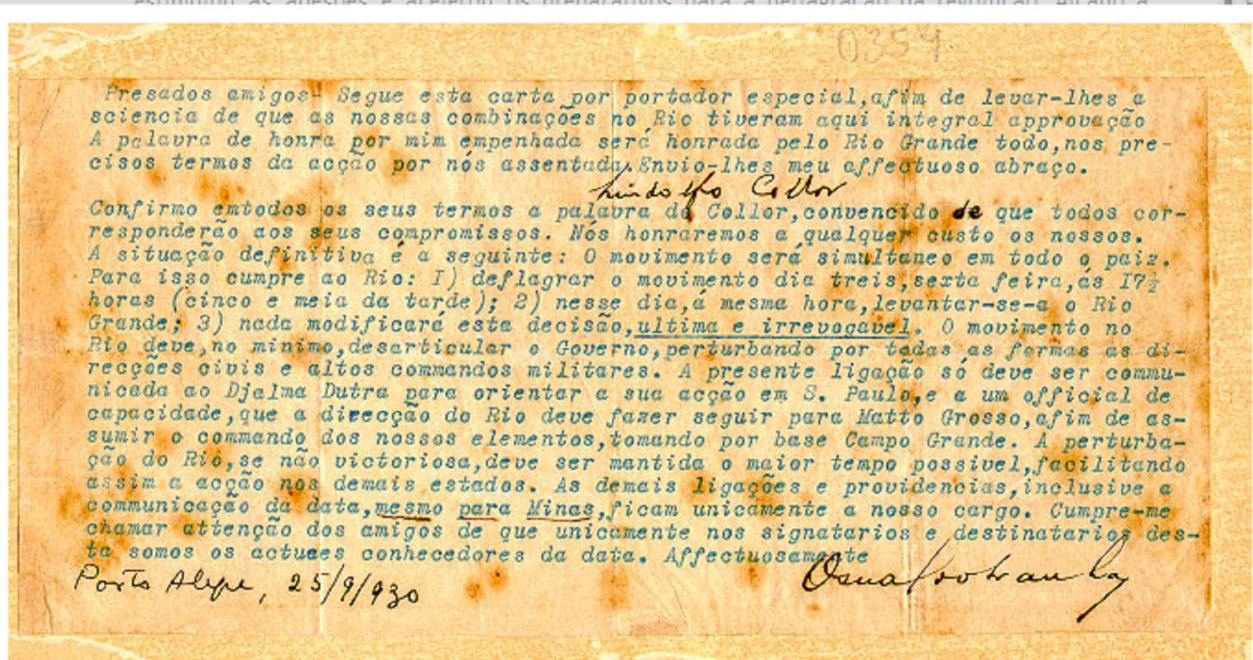 0354.
Presados amigos- Segue esta carta por portador especial,afim de levar-lhes a
sciencia de que as nossas combinações no Rio tiveram aqui integral approvação
A palavra de honra por mim empenhada será honrada pelo Rio Grande todo,nos pre-
cisos termos da acção por nós assentada.Envio-lhes meu affectuoso abraço.
Lindolfo Collor
Confirmo emtodos os seus termos a palavra do Collor,convencido de que todos cor-
responderão aos seus compromissos. Nós honraremos a qualquer custo os nossos.
A situação definitiva é a seguinte: O movimento será simultaneo em todo o paiz.
Para isso cumpre ao Rio: I) deflagrar o movimento dia treis,sexta feira,ás I7½
horas (cinco e meia da tarde); 2) nesse dia,á mesma hora,levantar-se-a o Rio
Grande; 3) nada modificará esta decisão,ultima e irrevogavel. O movimento no
Rio deve,no minimo,desarticular o Governo,perturbando por todas as formas as di-
recções civis e altos commandos militares. A presente ligação só deve ser commu-
nicada ao Djalma Dutra para orientar a sua acção em S. Paulo,e a um official de
capacidade,que a direcção do Rio deve fazer seguir para Matto Grosso,afim de as-
sumir o commando dos nossos elementos,tomando por base Campo Grande. A perturba-
ção do Rio,se não victoriosa,deve ser mantida o maior tempo possivel,facilitando
assim a acção nos demais estados. As demais ligações e providencias,inclusive a
communicação da data,mesmo para Minas,ficam unicamente a nosso cargo. Cumpre-me
chamar attenção dos amigos de que unicamente nos signatarios e destinatarios des-
ta somos os actuaes conhecedores da data. Affectuosamente
Porto Alegre, 25/9/930